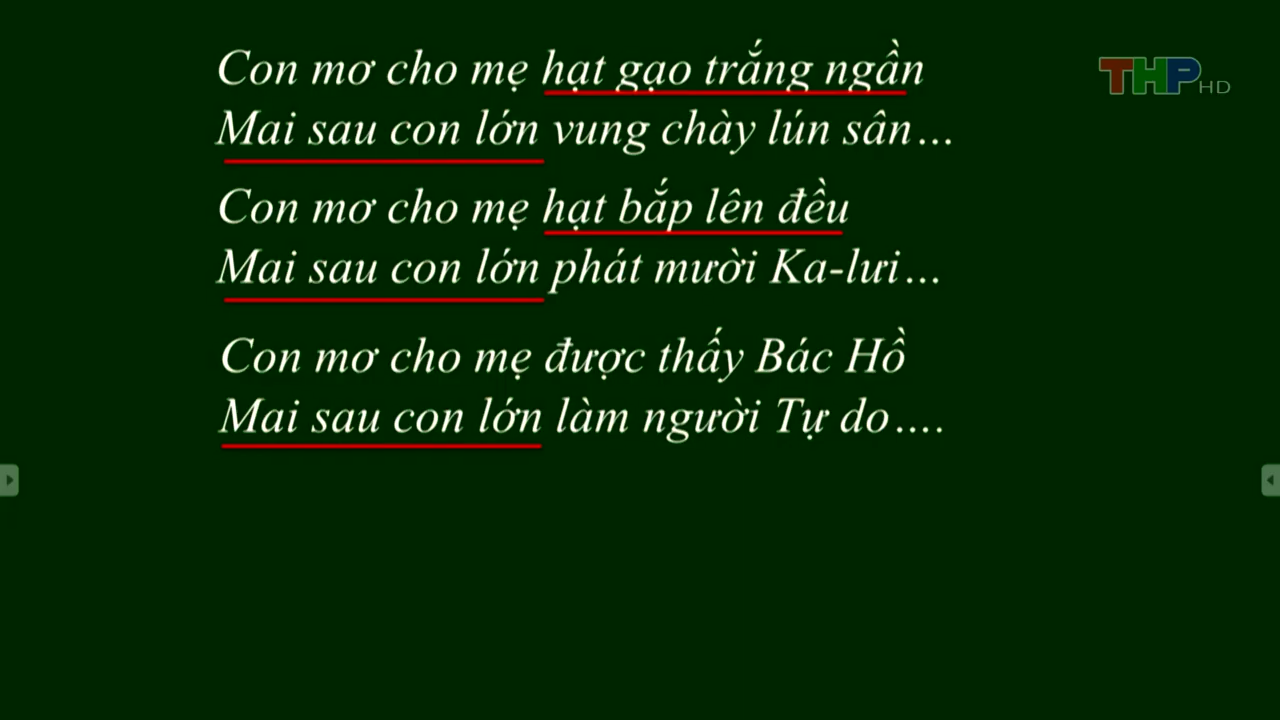 Con mơ cho mẹ hạt gạo trắng ngần
THP HD
Mai sau con lớn vung chày lún sân...
Con mơ cho mẹ hạt bắp lên đều
Mai sau con lớn phát mười Ka-lưi...
Con mơ cho mẹ được thấy Bác Hồ
Mai sau con lớn làm người Tự do....